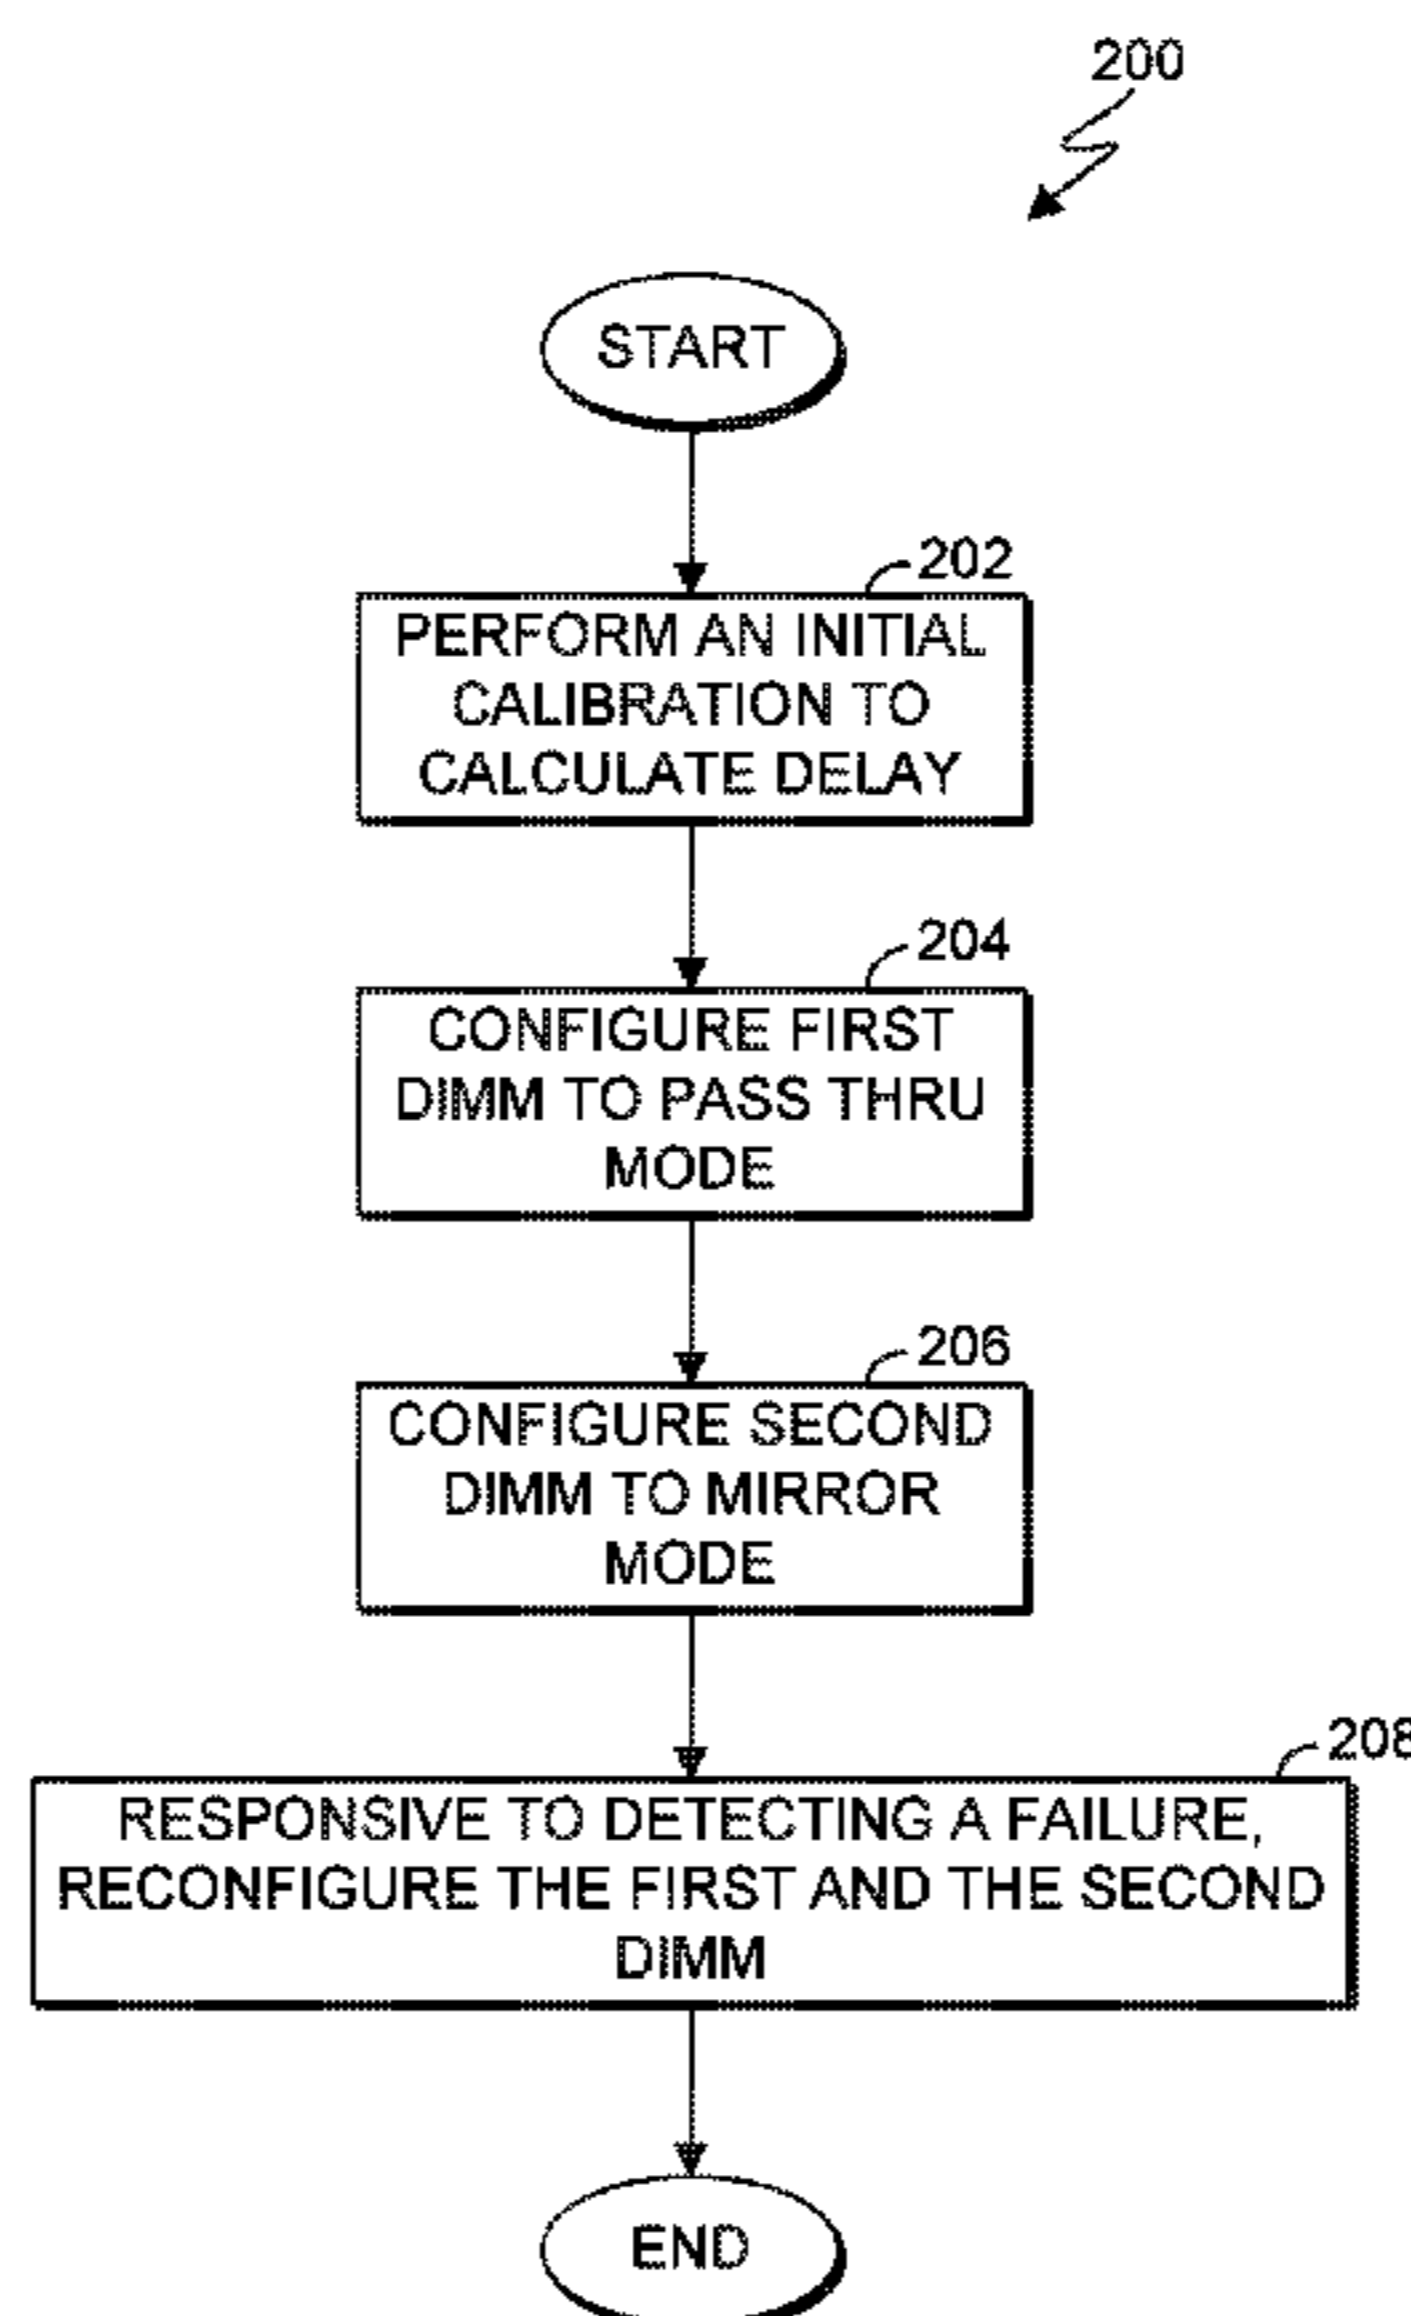 200
START
202
PERFORM AN INITIAL
CALIBRATION TO
CALCULATE DELAY
204
CONFIGURE FIRST
DIMM TO PASS THRU
MODE
206
CONFIGURE SECOND
DIMM TO MIRROR
MODE
208
RESPONSIVE TO DETECTING A FAILURE,
RECONFIGURE THE FIRST AND THE SECOND
DIMM
END